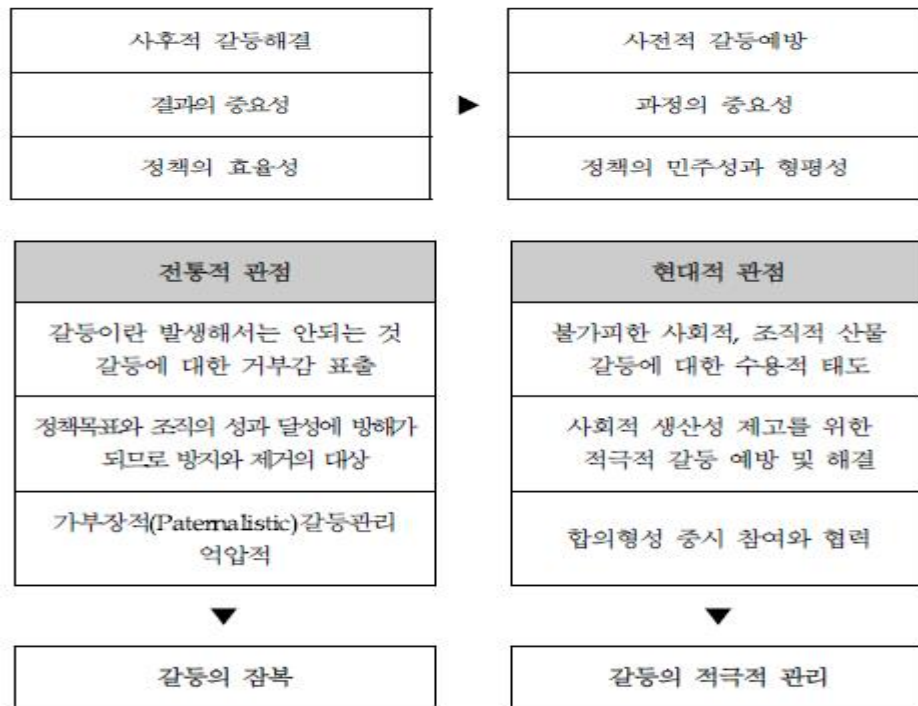 사후적 갈등해결
결과의 중요성
정책의 효율성
▶
사전적 갈등예방
과정의 중요성
정책의 민주성과 형평성
전통적 관점
갈등이란 발생해서는 안되는 것
갈등에 대한 거부감 표출
정책목표와 조직의 성과 달성에 방해가
되므로 방지와 제거의 대상
가부장적(Paternalistic)갈등관리
억압적
▼
갈등의 잠복
현대적 관점
불가피한 사회적, 조직적 산물
갈등에 대한 수용적 태도
사회적 생산성 제고를 위한
적극적 갈등 예방 및 해결
합의형성 중시 참여와 협력
▼
갈등의 적극적 관리